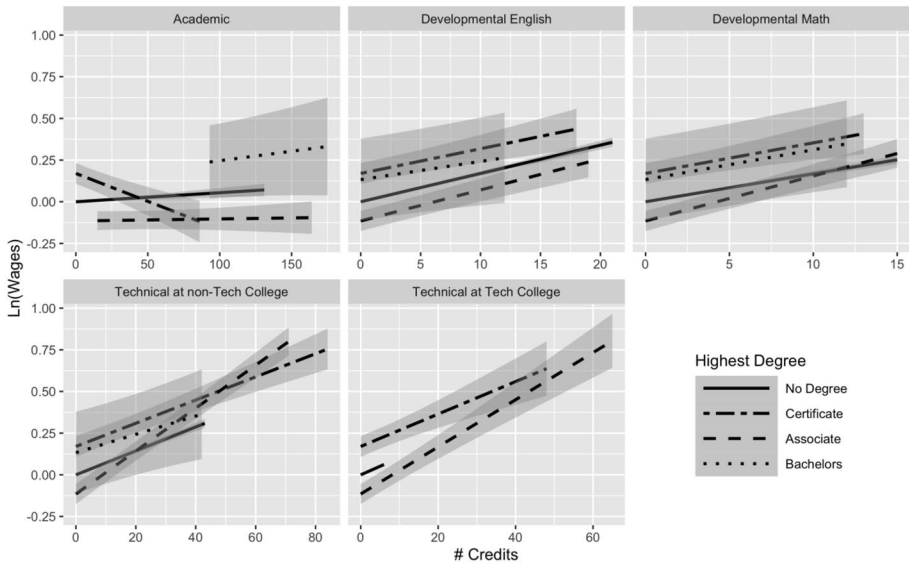 Academic
Developmental English
Developmental Math
1.00
0.75
0.50
0.25
0.00
-0.25
0 50 100 150
0 5 10 15 20
0 5 10 15
Ln(Wages)
Technical at non-Tech College
Technical at Tech College
1.00
0.75
0.50
0.25
0.00
-0.25
0 20 40 60 80
0 20 40 60
# Credits
Highest Degree
No Degree
Certificate
Associate
Bachelors